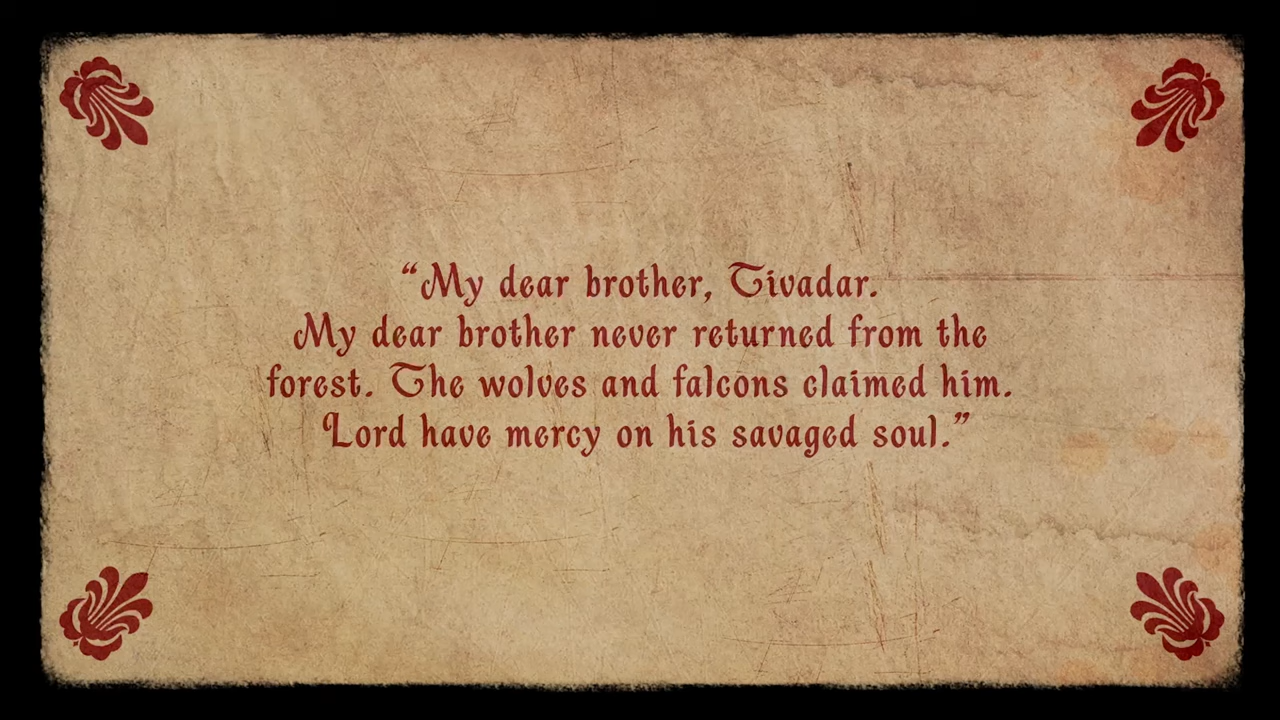 “My dear brother, Tivadar.
My dear brother never returned from the
forest. The wolves and falcons claimed him.
Lord have mercy on his savaged soul.”